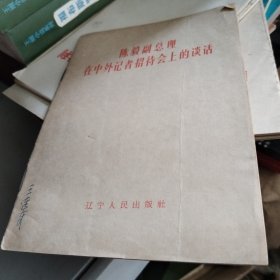 陈毅副总理
在中外记者招待会上的谈话
辽宁人民出版社